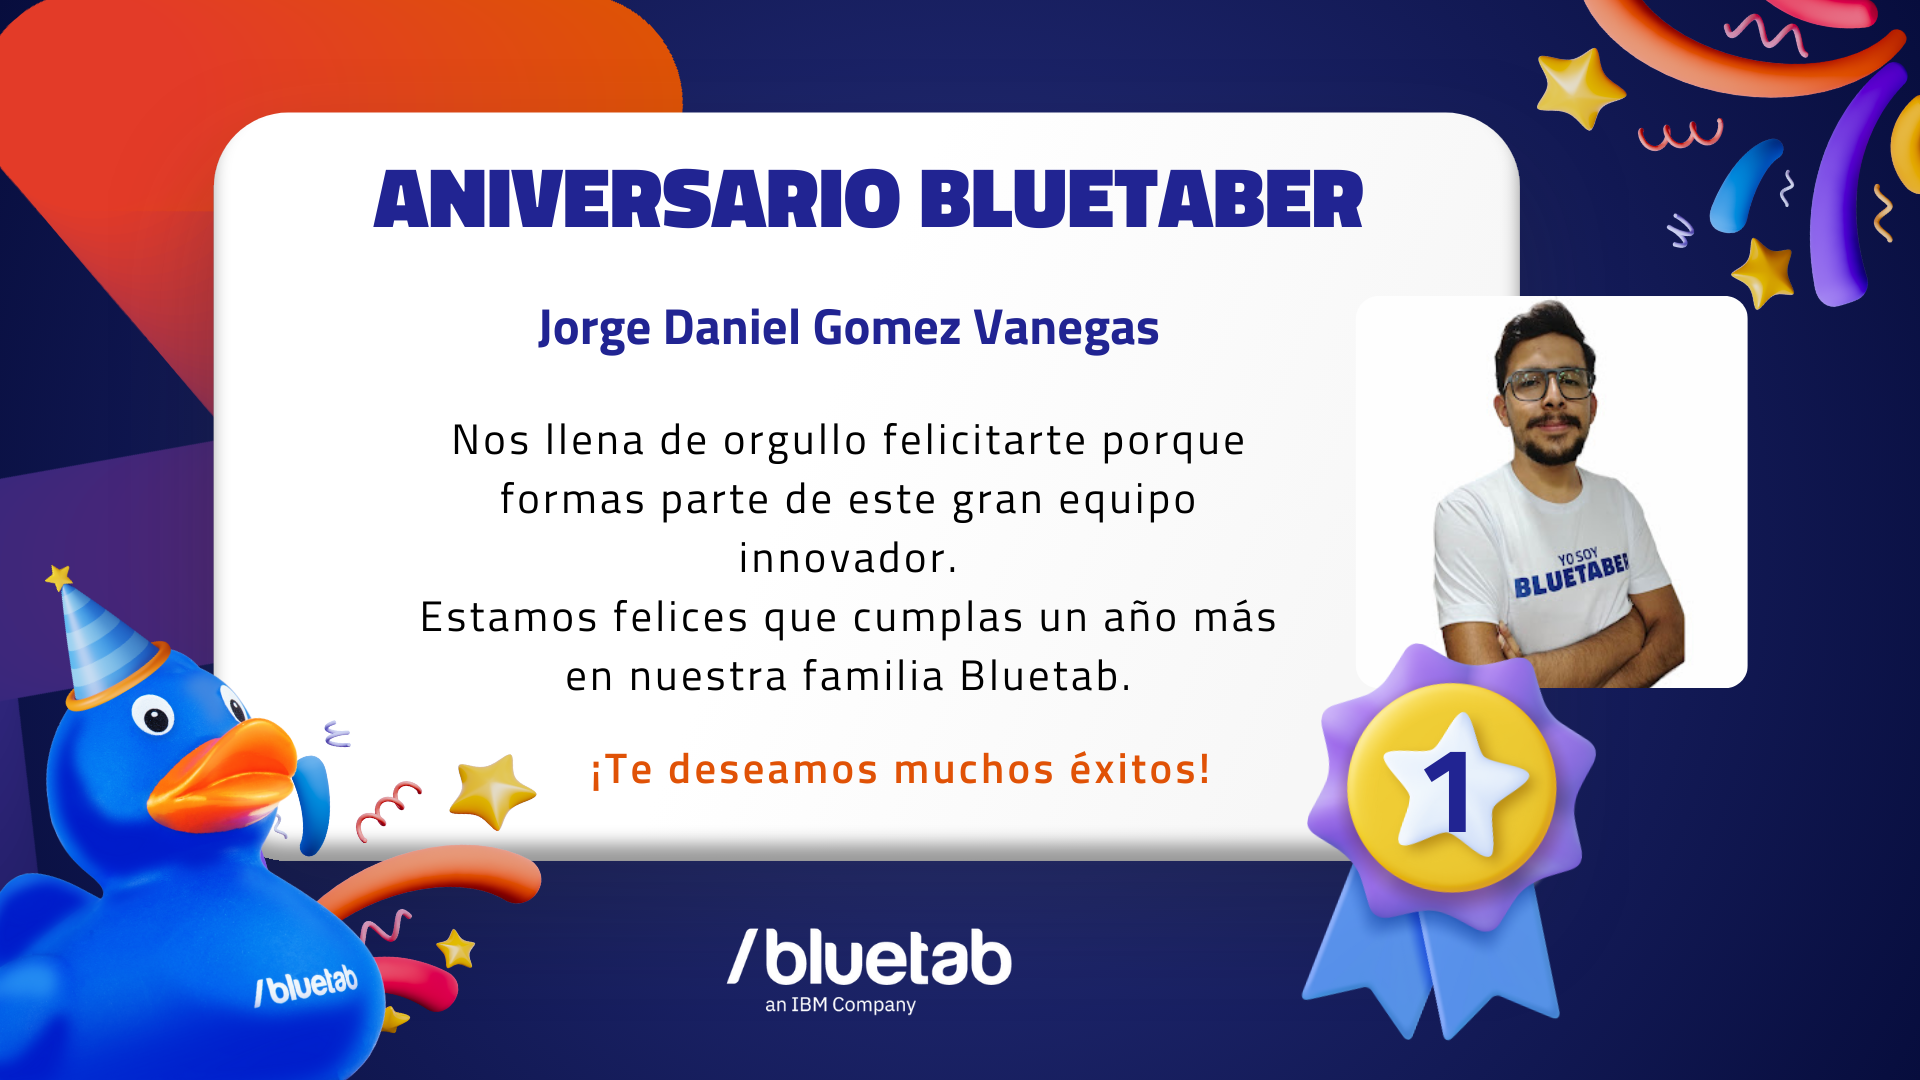 ANIVERSARIO BLUETABER
Jorge Daniel Gomez Vanegas
Nos llena de orgullo felicitarte porque
formas parte de este gran equipo
innovador.
Estamos felices que cumplas un año más
en nuestra familia Bluetab.
¡Te deseamos muchos éxitos!
YO SOY
BLUETABER
1
/bluetab
/bluetab
an IBM Company